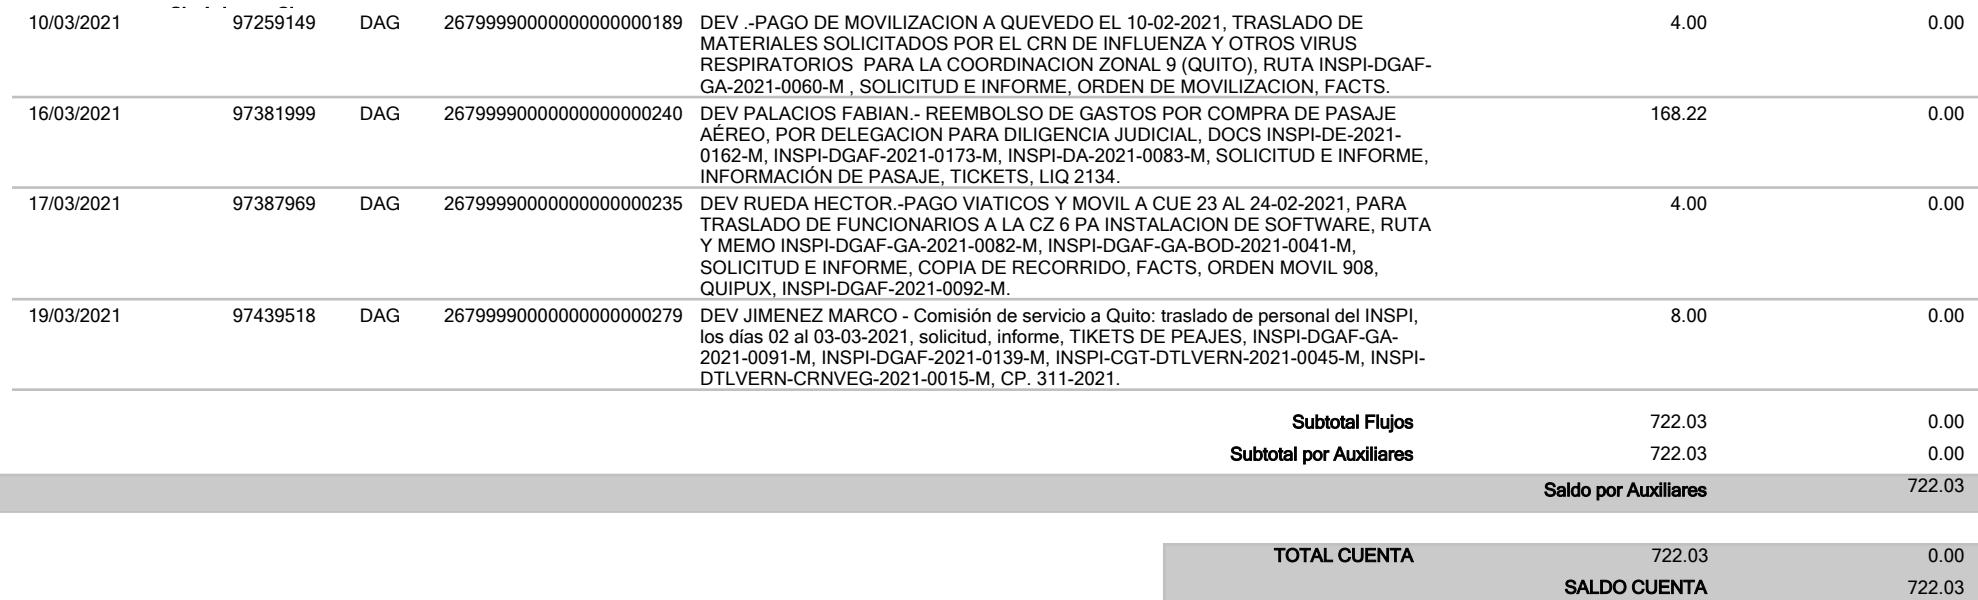 10/03/2021 97259149 DAG 26799990000000000000189 DEV .-PAGO DE MOVILIZACION A QUEVEDO EL 10-02-2021, TRASLADO DE 4.00 0.00
MATERIALES SOLICITADOS POR EL CRN DE INFLUENZA Y OTROS VIRUS
RESPIRATORIOS PARA LA COORDINACION ZONAL 9 (QUITO), RUTA INSPI-DGAF-
GA-2021-0060-M , SOLICITUD E INFORME, ORDEN DE MOVILIZACION, FACTS.
16/03/2021 97381999 DAG 26799990000000000000240 DEV PALACIOS FABIAN.- REEMBOLSO DE GASTOS POR COMPRA DE PASAJE 168.22 0.00
AÉREO, POR DELEGACION PARA DILIGENCIA JUDICIAL, DOCS INSPI-DE-2021-
0162-M, INSPI-DGAF-2021-0173-M, INSPI-DA-2021-0083-M, SOLICITUD E INFORME,
INFORMACIÓN DE PASAJE, TICKETS, LIQ 2134.
17/03/2021 97387969 DAG 26799990000000000000235 DEV RUEDA HECTOR.-PAGO VIATICOS Y MOVIL A CUE 23 AL 24-02-2021, PARA 4.00 0.00
TRASLADO DE FUNCIONARIOS A LA CZ 6 PA INSTALACION DE SOFTWARE, RUTA
Y MEMO INSPI-DGAF-GA-2021-0082-M, INSPI-DGAF-GA-BOD-2021-0041-M,
SOLICITUD E INFORME, COPIA DE RECORRIDO, FACTS, ORDEN MOVIL 908,
QUIPUX, INSPI-DGAF-2021-0092-M.
19/03/2021 97439518 DAG 26799990000000000000279 DEV JIMENEZ MARCO - Comisión de servicio a Quito: traslado de personal del INSPI, 8.00 0.00
los días 02 al 03-03-2021, solicitud, informe, TIKETS DE PEAJES, INSPI-DGAF-GA-
2021-0091-M, INSPI-DGAF-2021-0139-M, INSPI-CGT-DTLVERN-2021-0045-M, INSPI-
DTLVERN-CRNVEG-2021-0015-M, CP. 311-2021.
Subtotal Flujos 722.03 0.00
Subtotal por Auxiliares 722.03 0.00
Saldo por Auxiliares 722.03
TOTAL CUENTA 722.03 0.00
SALDO CUENTA 722.03